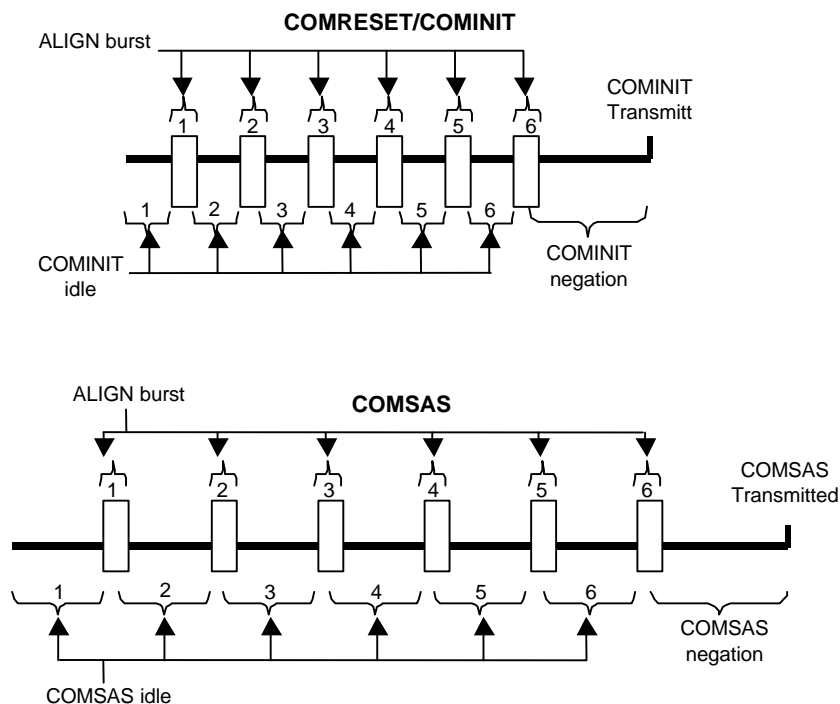 COMRESET/COMINIT
ALIGN burst
COMINIT
Transmitt
1 2 3 4 5 6
1 2 3 4 5 6
COMINIT
idle
COMINIT
negation
ALIGN burst
COMSAS
COMSAS
Transmitted
1 2 3 4 5 6
1 2 3 4 5 6
COMSAS
negation
COMSAS idle